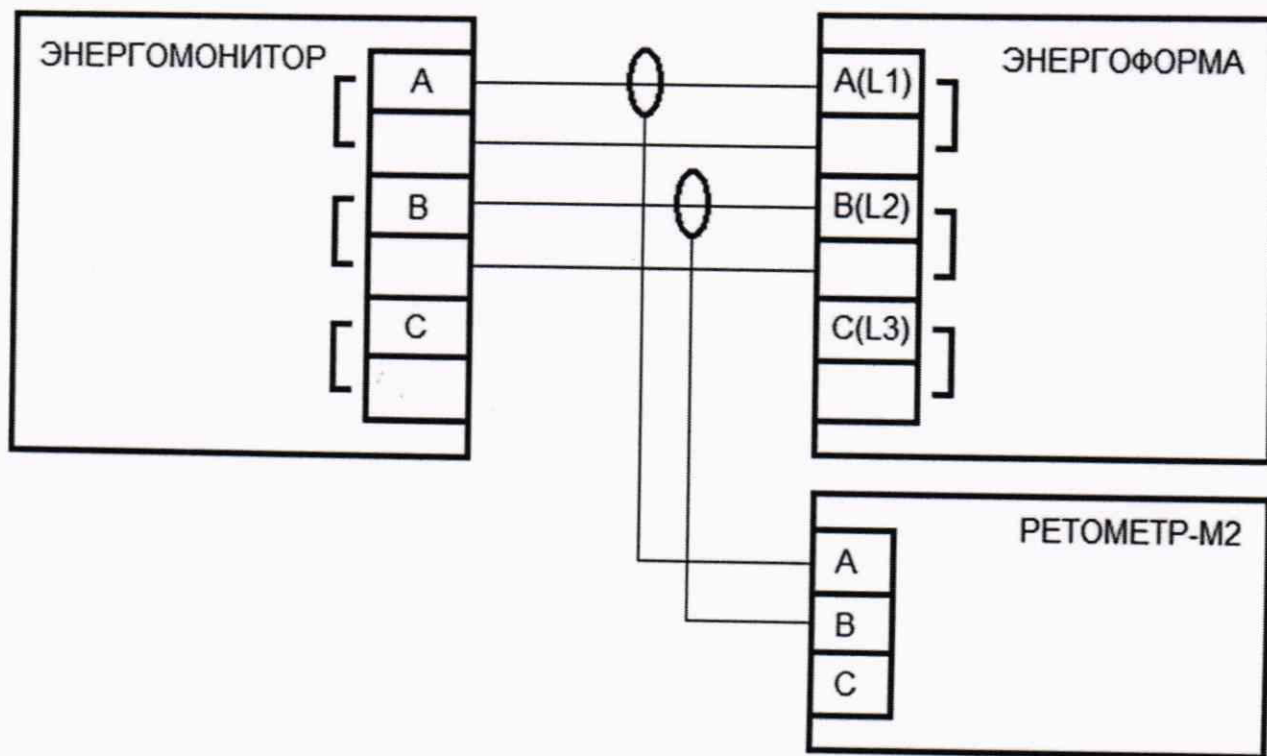 ЭНЕРГОМОНИТОР
A
B
C
ЭНЕРГОФОРМА
A(L1)
B(L2)
C(L3)
РЕТОМЕТР-М2
A
B
C